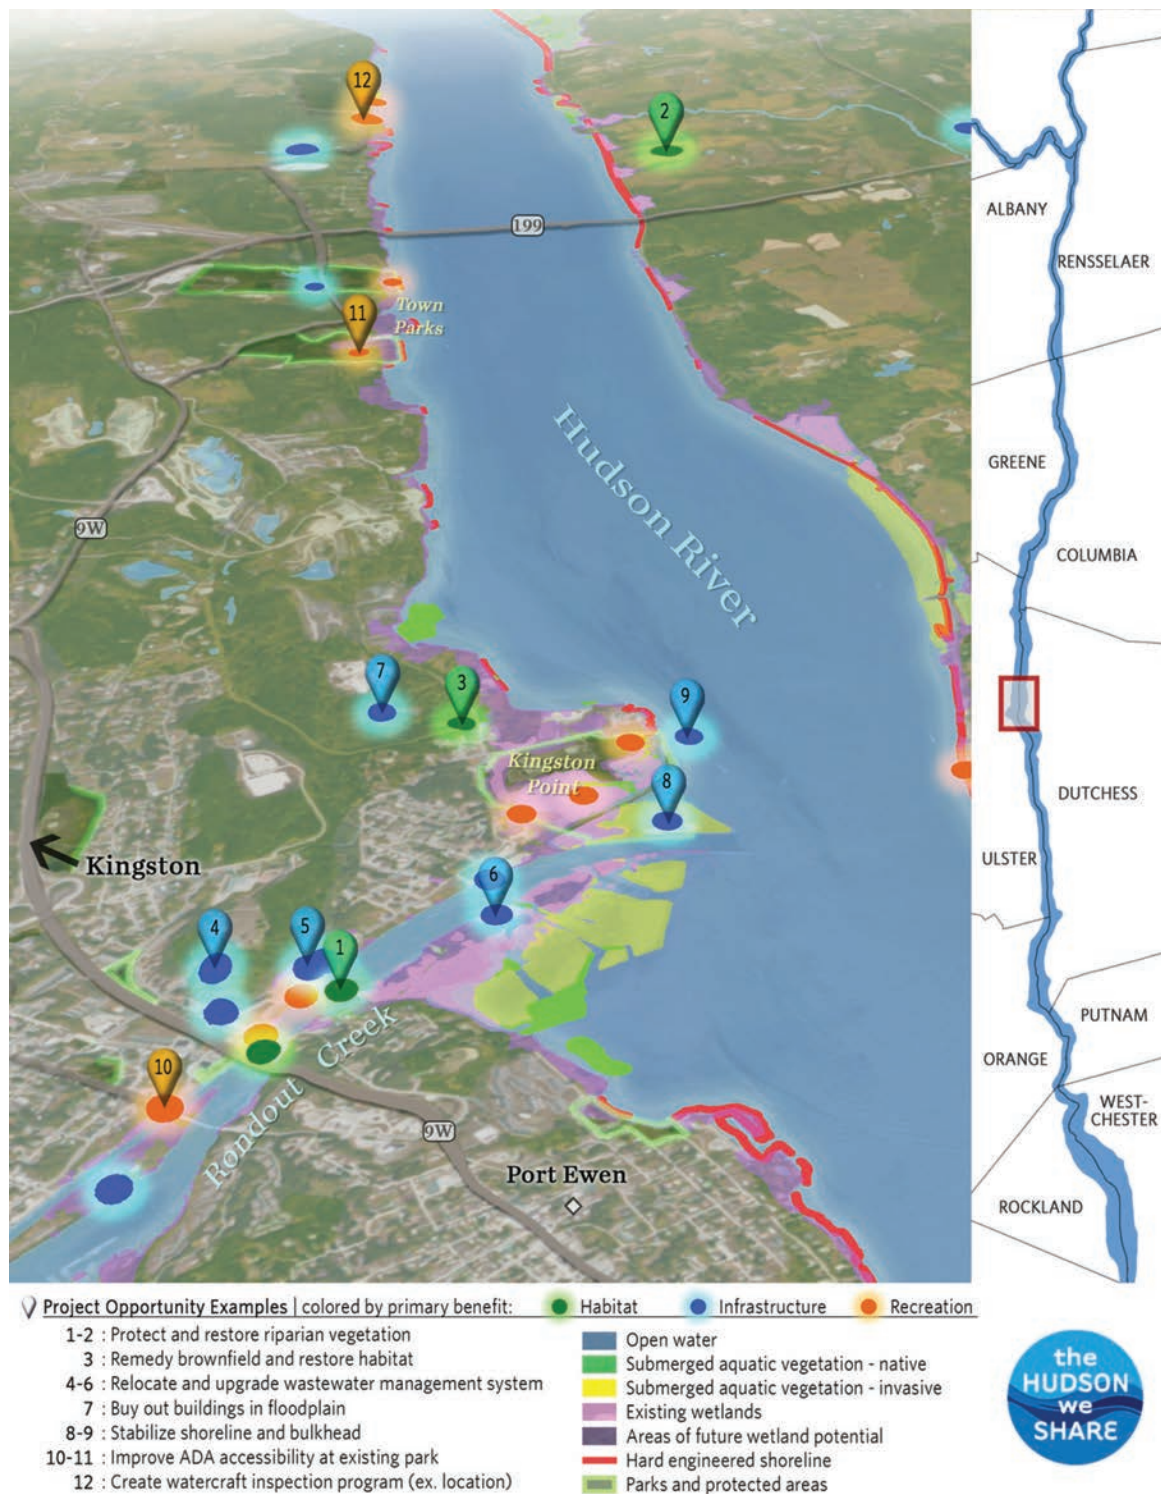 12
2
199
ALBANY
RENSSELAER
Town
Parks
11
Hudson River
GREENE
9W
COLUMBIA
7
3
9
Kingston
Point
8
DUTCHESS
Kingston
ULSTER
6
4
5
1
Rondout Creek
PUTNAM
ORANGE
10
WEST-
CHESTER
9W
Port Ewen
ROCKLAND
Project Opportunity Examples | colored by primary benefit: Habitat Infrastructure Recreation
1-2 : Protect and restore riparian vegetation
3 : Remedy brownfield and restore habitat
4-6 : Relocate and upgrade wastewater management system
7 : Buy out buildings in floodplain
8-9 : Stabilize shoreline and bulkhead
10-11 : Improve ADA accessibility at existing park
12 : Create watercraft inspection program (ex. location)
Open water
Submerged aquatic vegetation - native
Submerged aquatic vegetation - invasive
Existing wetlands
Areas of future wetland potential
Hard engineered shoreline
Parks and protected areas
the
HUDSON
we
SHARE